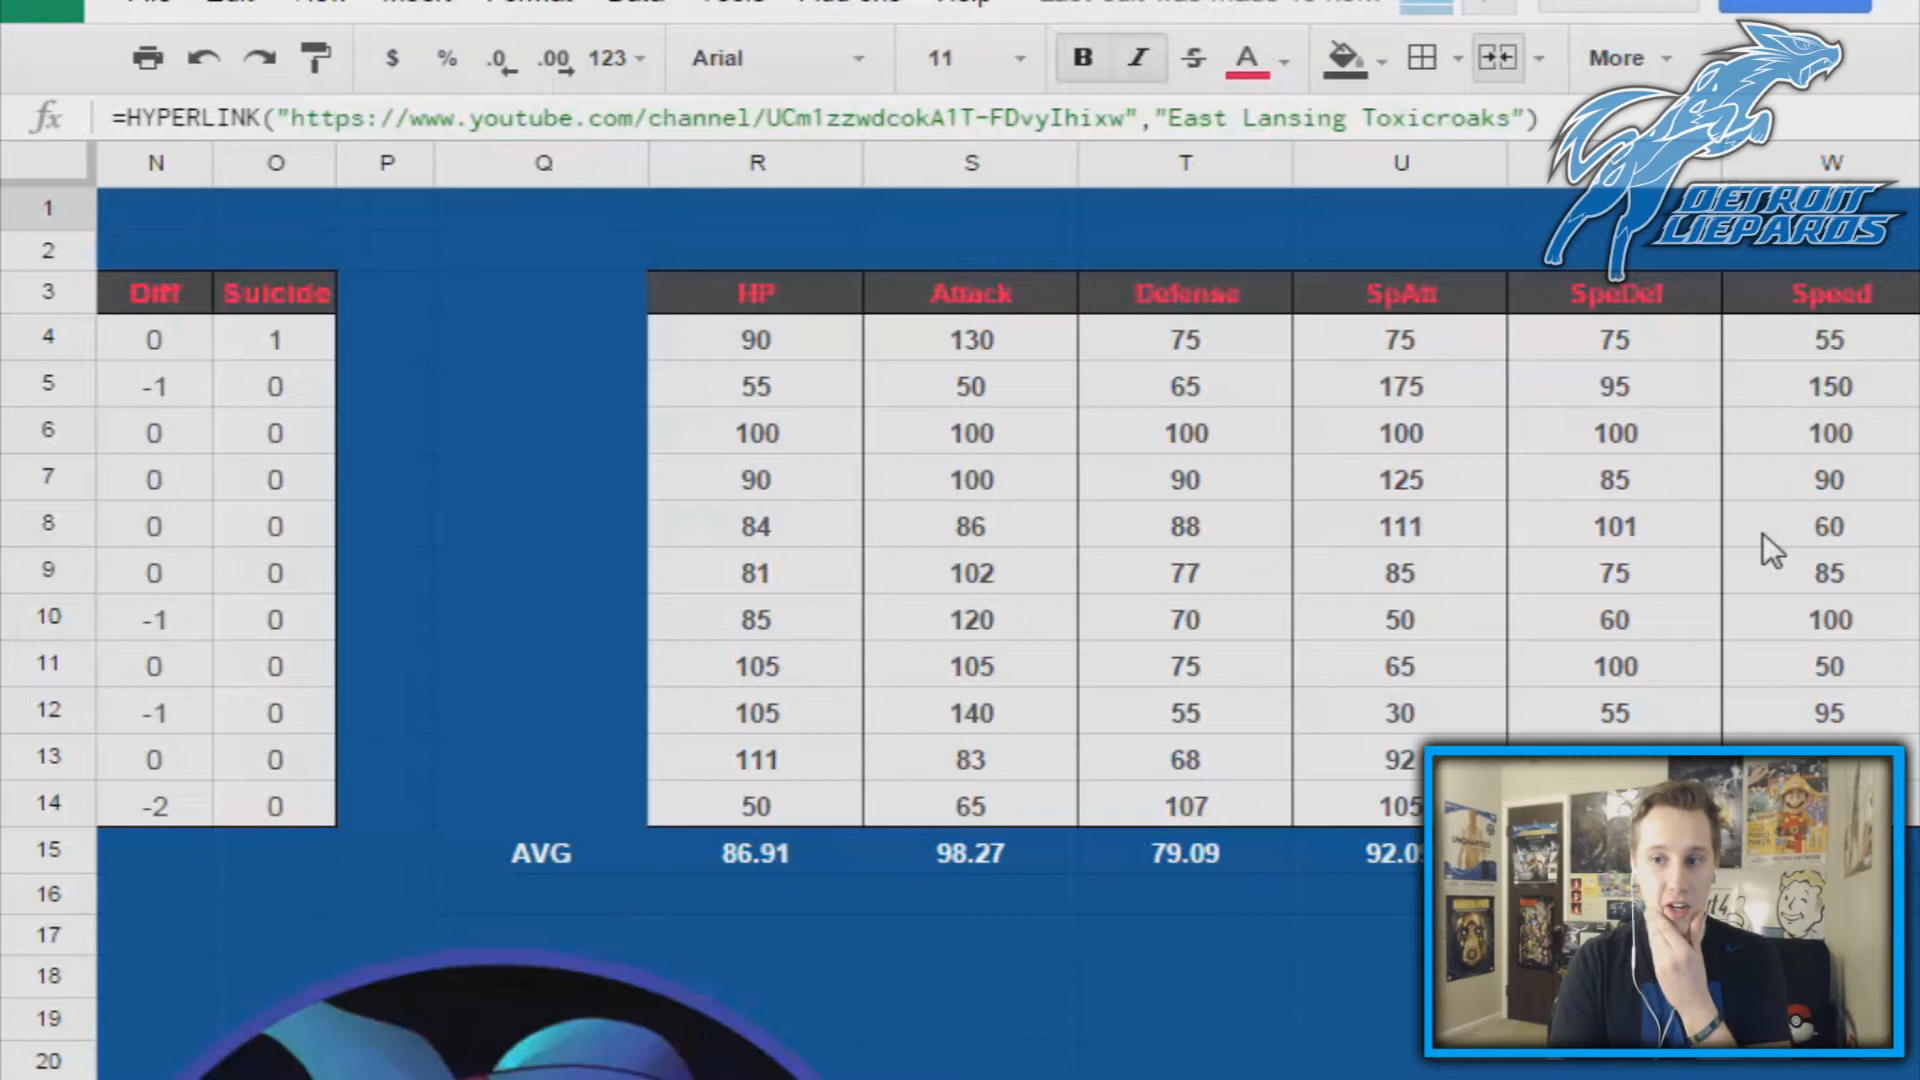 $ % .0 .00 123 Arial 11 B I S A More
fx =HYPERLINK("https://www.youtube.com/channel/UCm1zzwdcokA1T-FDvyIhixw","East Lansing Toxicroaks")
N O P Q R S T U W
DETROIT
LIEPARDS
1
2
3 Diff Suicide HP Attack Defense SpAtt SpeDef Speed
4 0 1 90 130 75 75 75 55
5 -1 0 55 50 65 175 95 150
6 0 0 100 100 100 100 100 100
7 0 0 90 100 90 125 85 90
8 0 0 84 86 88 111 101 60
9 0 0 81 102 77 85 75 85
10 -1 0 85 120 70 50 60 100
11 0 0 105 105 75 65 100 50
12 -1 0 105 140 55 30 55 95
13 0 0 111 83 68 92
14 -2 0 50 65 107 105
15 AVG 86.91 98.27 79.09
16
17
18
19
20